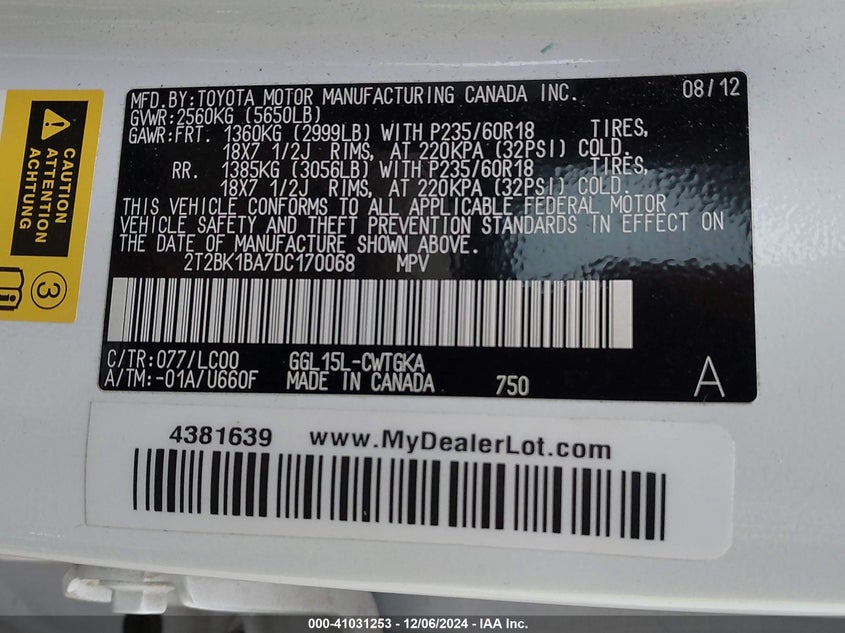 MFD.BY:TOYOTA MOTOR MANUFACTURING CANADA INC. 08/12
GVWR:2560KG (5650LB)
GAWR:FRT. 1360KG (2999LB) WITH P235/60R18 TIRES,
18X7 1/2J RIMS, AT 220KPA (32PSI) COLD.
RR. 1385KG (3056LB) WITH P235/60R18 TIRES,
18X7 1/2J RIMS, AT 220KPA (32PSI) COLD.
THIS VEHICLE CONFORMS TO ALL APPLICABLE FEDERAL MOTOR
VEHICLE SAFETY AND THEFT PREVENTION STANDARDS IN EFFECT ON
THE DATE OF MANUFACTURE SHOWN ABOVE.
2T2BK1BA7DC170068 MPV
C/TR:077/LC00 GGL15L-CWTGKA
A/TM:-01A/U660F MADE IN CANADA 750 A
CAUTION
ATTENTION
ACHTUNG
3
4381639 www.MyDealerLot.com
000-41031253 - 12/06/2024 - IAA Inc.